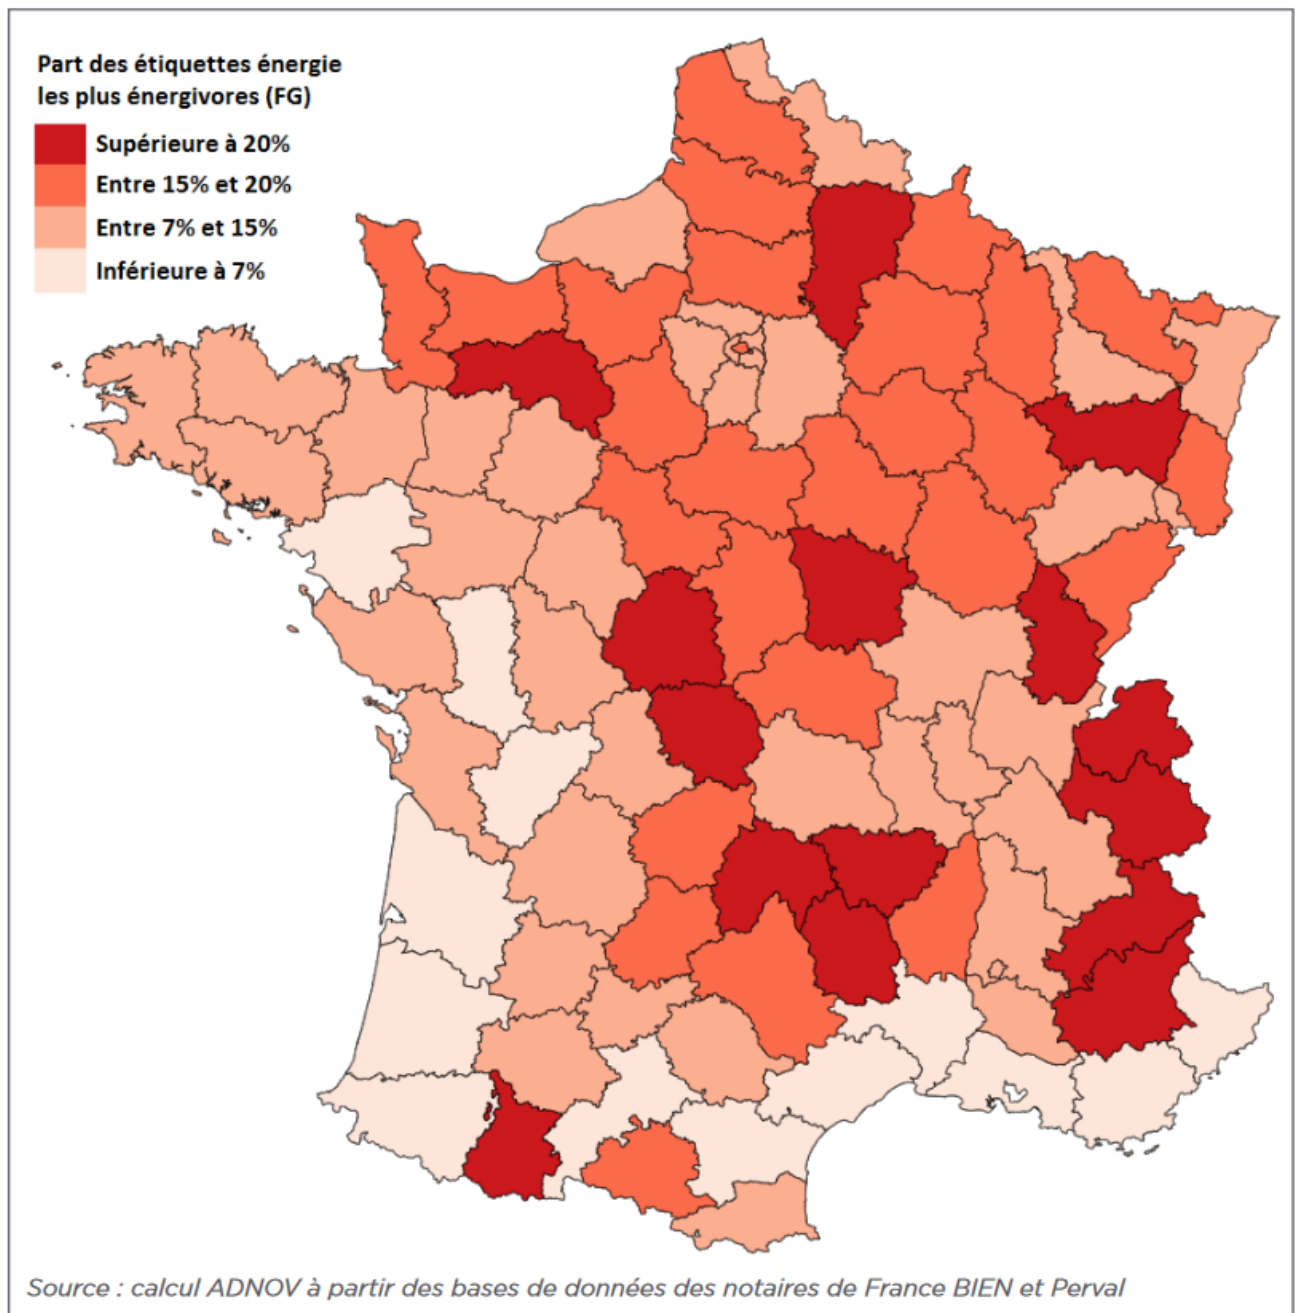 Part des étiquettes énergie
les plus énergivores (FG)
Supérieure à 20%
Entre 15% et 20%
Entre 7% et 15%
Inférieure à 7%
Source : calcul ADNOV à partir des bases de données des notaires de France BIEN et Perval